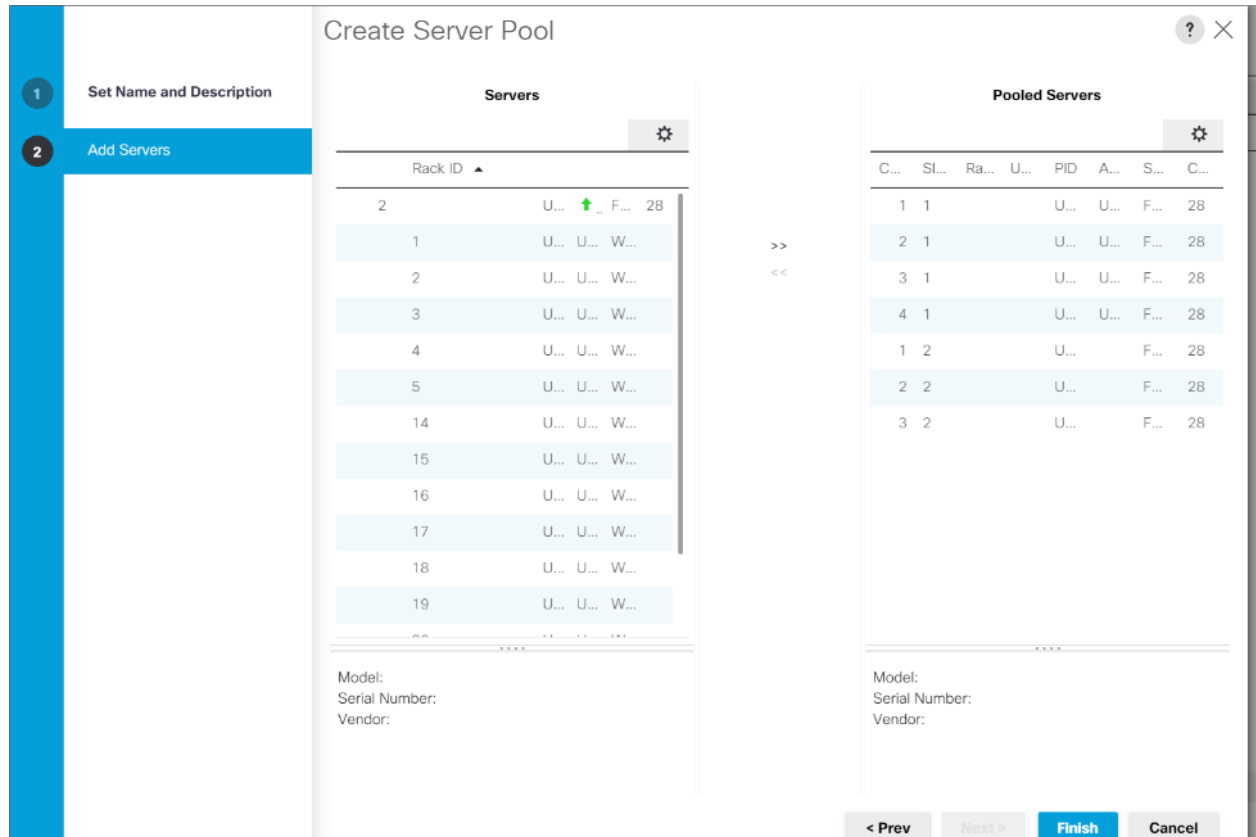 Create Server Pool
?
1 Set Name and Description
2 Add Servers
Servers
Rack ID
2 U... F... 28
1 U... U... W...
2 U... U... W...
3 U... U... W...
4 U... U... W...
5 U... U... W...
14 U... U... W...
15 U... U... W...
16 U... U... W...
17 U... U... W...
18 U... U... W...
19 U... U... W...
Model:
Serial Number:
Vendor:
>>
<<
Pooled Servers
C... Sl... Ra... U... PID A... S... C...
1 1 U... U... F... 28
2 1 U... U... F... 28
3 1 U... U... F... 28
4 1 U... U... F... 28
1 2 U... F... 28
2 2 U... F... 28
3 2 U... F... 28
Model:
Serial Number:
Vendor:
< Prev Next > Finish Cancel